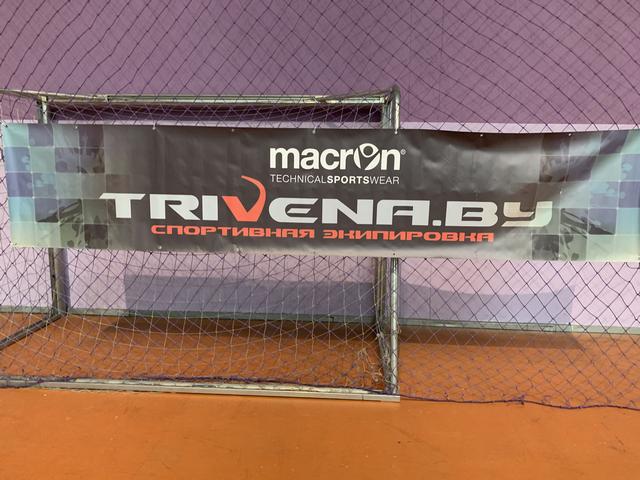 macron®
TECHNICALSPORTSWEAR
TRIVENA.BY
СПОРТИВНАЯ ЭКИПИРОВКА